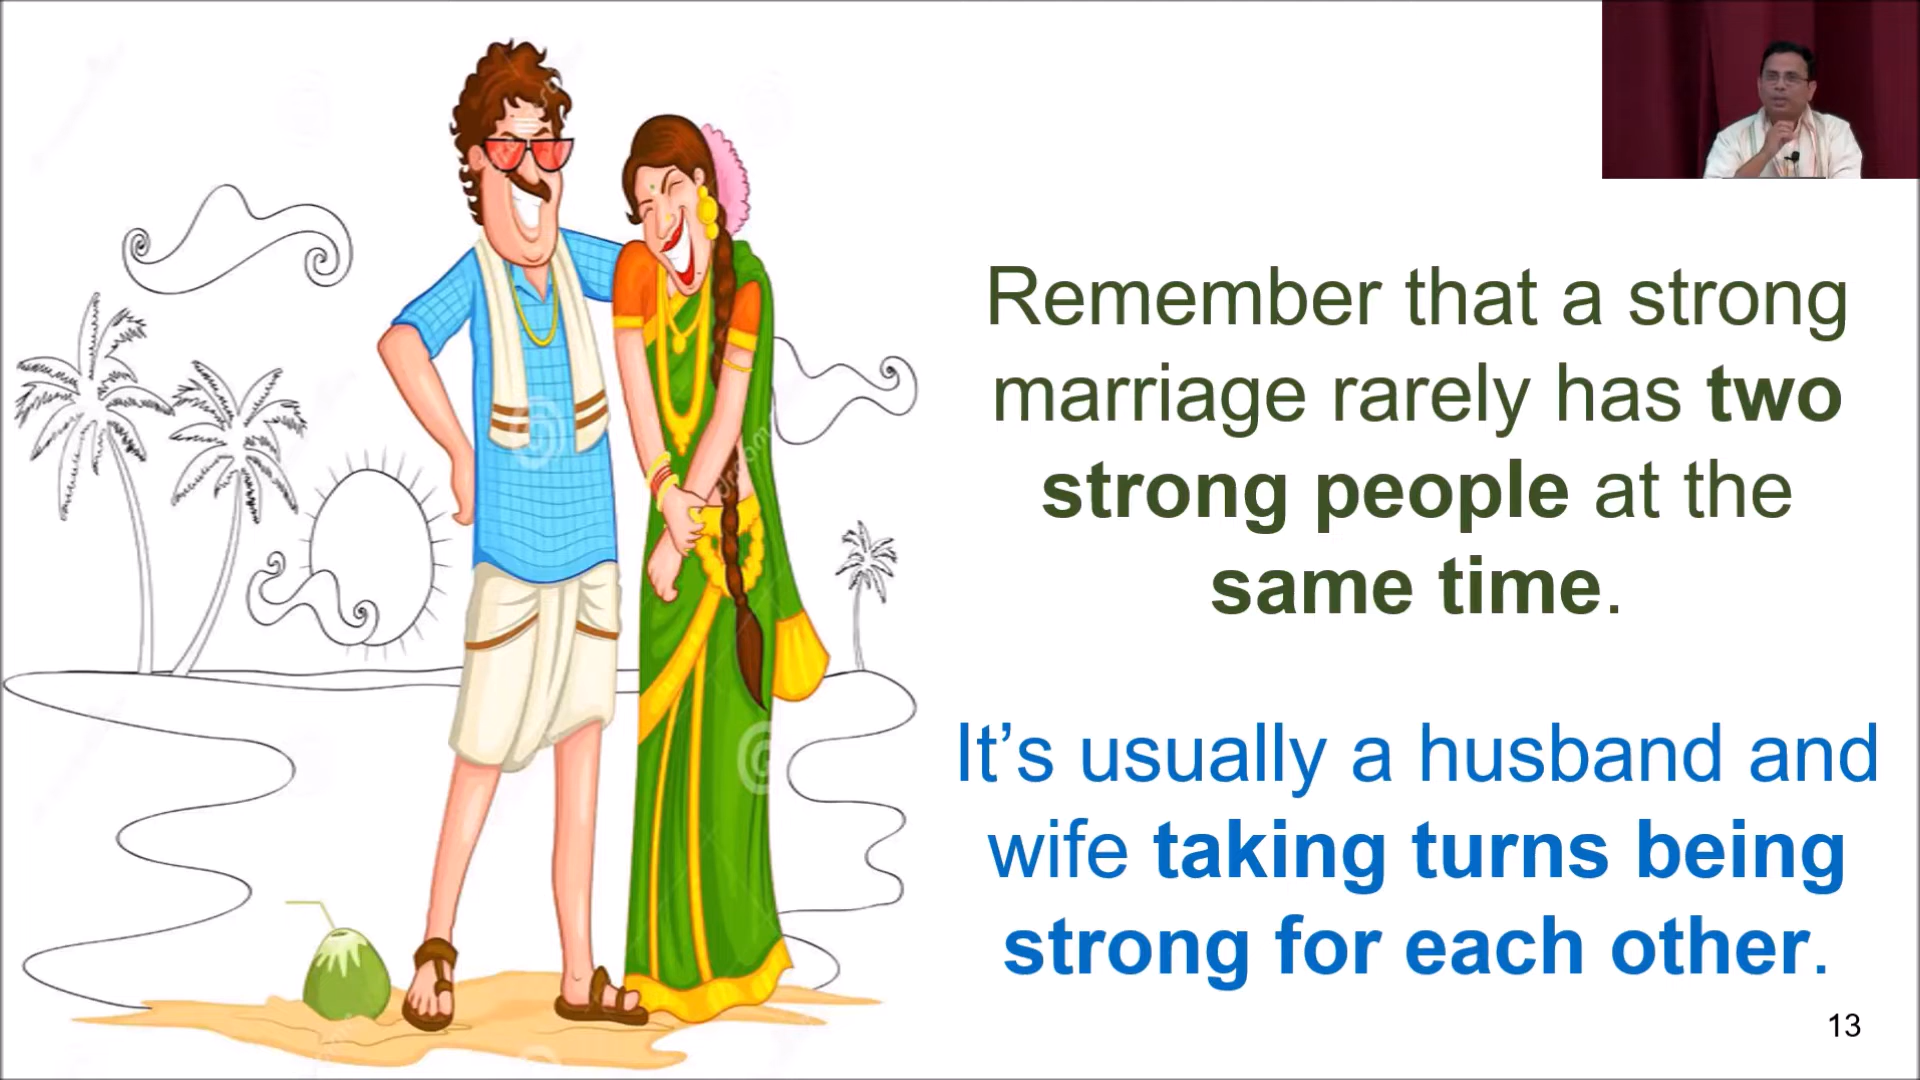 Remember that a strong
marriage rarely has two
strong people at the
same time.
It’s usually a husband and
wife taking turns being
strong for each other.
13